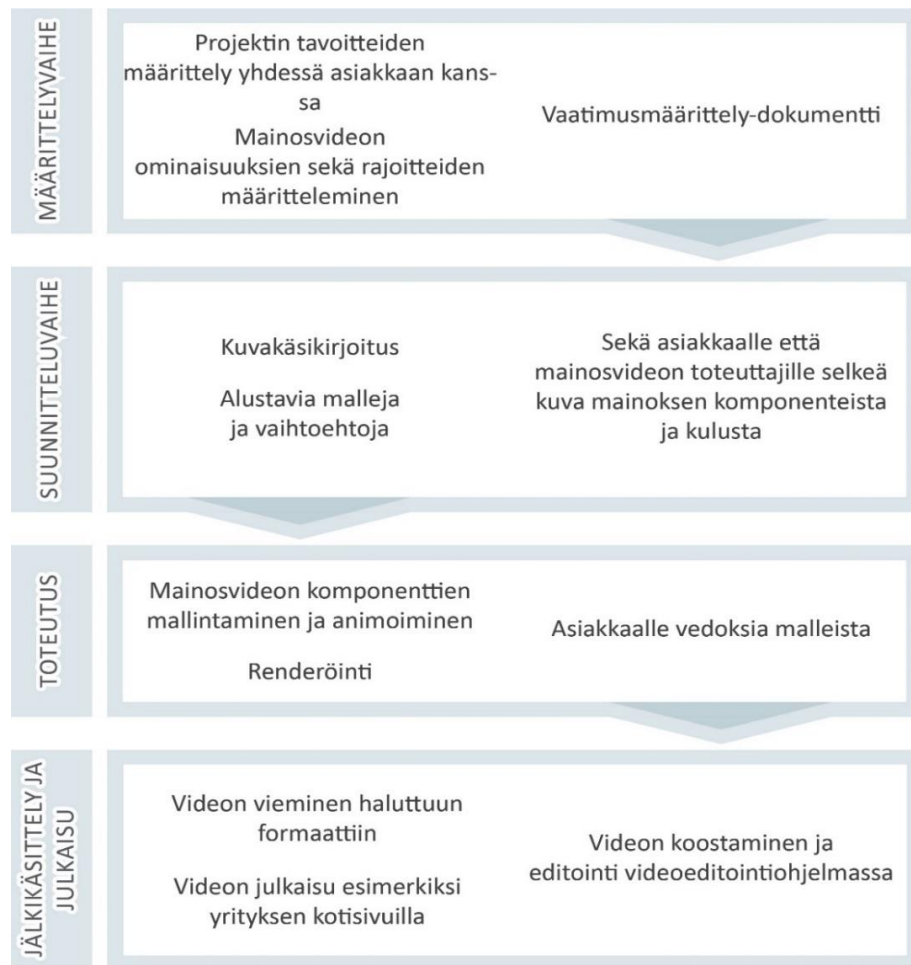 MÄÄRITTELYVAIHE
Projektin tavoitteiden
määrittely yhdessä asiakkaan kans-
sa
Mainosvideon
ominaisuuksien sekä rajoitteiden
määritteleminen
Vaatimusmäärittely-dokumentti
SUUNNITTELUVAIHE
Kuvakäsikirjoitus
Alustavia malleja
ja vaihtoehtoja
Sekä asiakkaalle että
mainosvideon toteuttajille selkeä
kuva mainoksen komponenteista
ja kulusta
TOTEUTUS
Mainosvideon komponenttien
mallintaminen ja animoiminen
Renderöinti
Asiakkaalle vedoksia malleista
JÄLKIKÄSITTELY JA
JULKAISU
Videon vieminen haluttuun
formaattiin
Videon julkaisu esimerkiksi
yrityksen kotisivuilla
Videon koostaminen ja
editointi videoeditointiohjelmassa